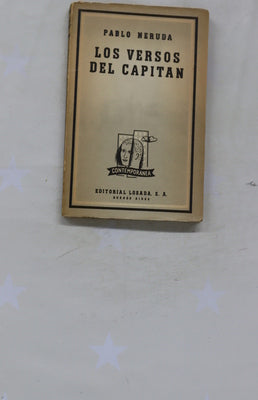 PABLO NERUDA
LOS VERSOS
DEL CAPITAN
CONTEMPORANEA
EDITORIAL LOSADA, S. A.
BUENOS AIRES